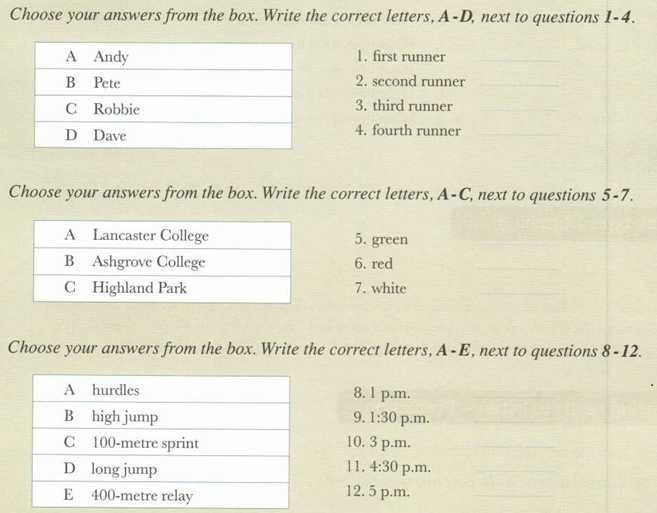 Choose your answers from the box. Write the correct letters, A-D, next to questions 1-4.
A Andy
B Pete
C Robbie
D Dave
1. first runner
2. second runner
3. third runner
4. fourth runner
Choose your answers from the box. Write the correct letters, A-C, next to questions 5-7.
A Lancaster College
B Ashgrove College
C Highland Park
5. green
6. red
7. white
Choose your answers from the box. Write the correct letters, A-E, next to questions 8-12.
A hurdles
B high jump
C 100-metre sprint
D long jump
E 400-metre relay
8. 1 p.m.
9. 1:30 p.m.
10. 3 p.m.
11. 4:30 p.m.
12. 5 p.m.